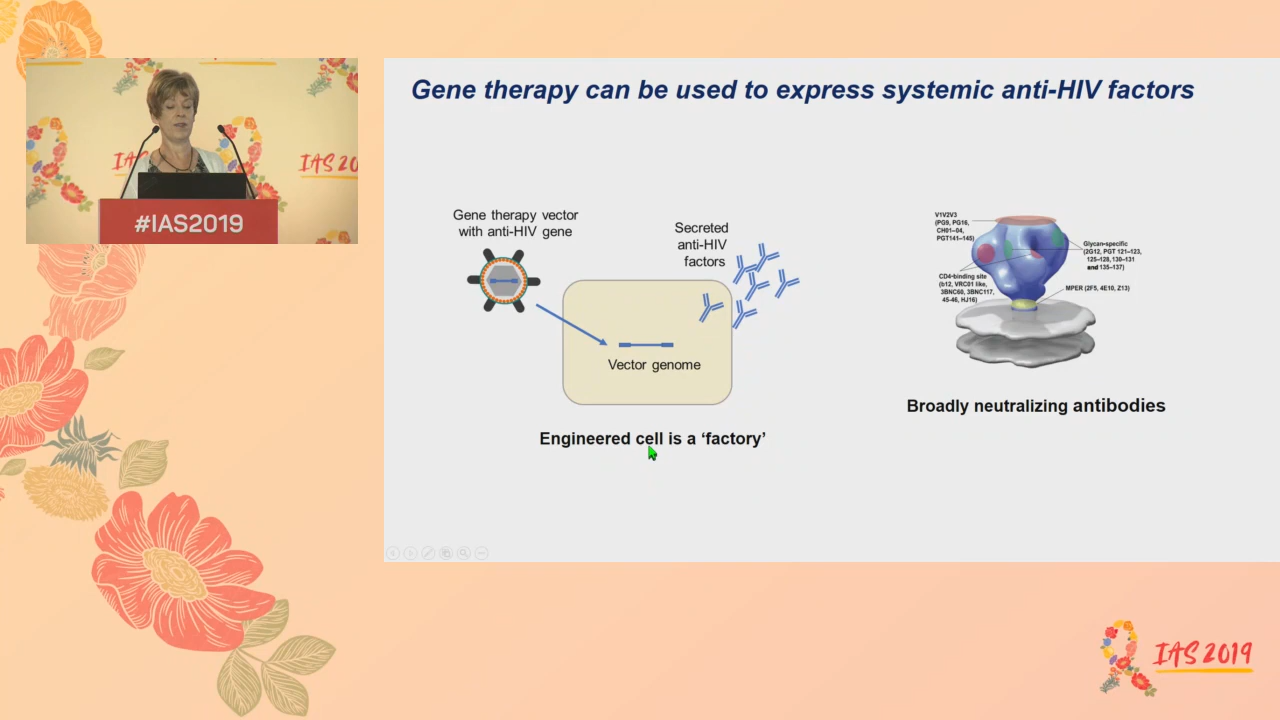 IAS 20
#IAS2019
Gene therapy can be used to express systemic anti-HIV factors
Gene therapy vector
with anti-HIV gene
Secreted
anti-HIV
factors
Vector genome
Engineered cell is a ‘factory’
V1V2V3
(PG9, PG16,
CH01–04,
PGT141–145)
CD4-binding site
(b12, VRC01 like,
3BNC60, 3BNC117,
45-46, HJ16)
Glycan-specific
(2G12, PGT 121–123,
125–128, 130–131
and 135–137)
MPER (2F5, 4E10, Z13)
Broadly neutralizing antibodies
IAS 2019